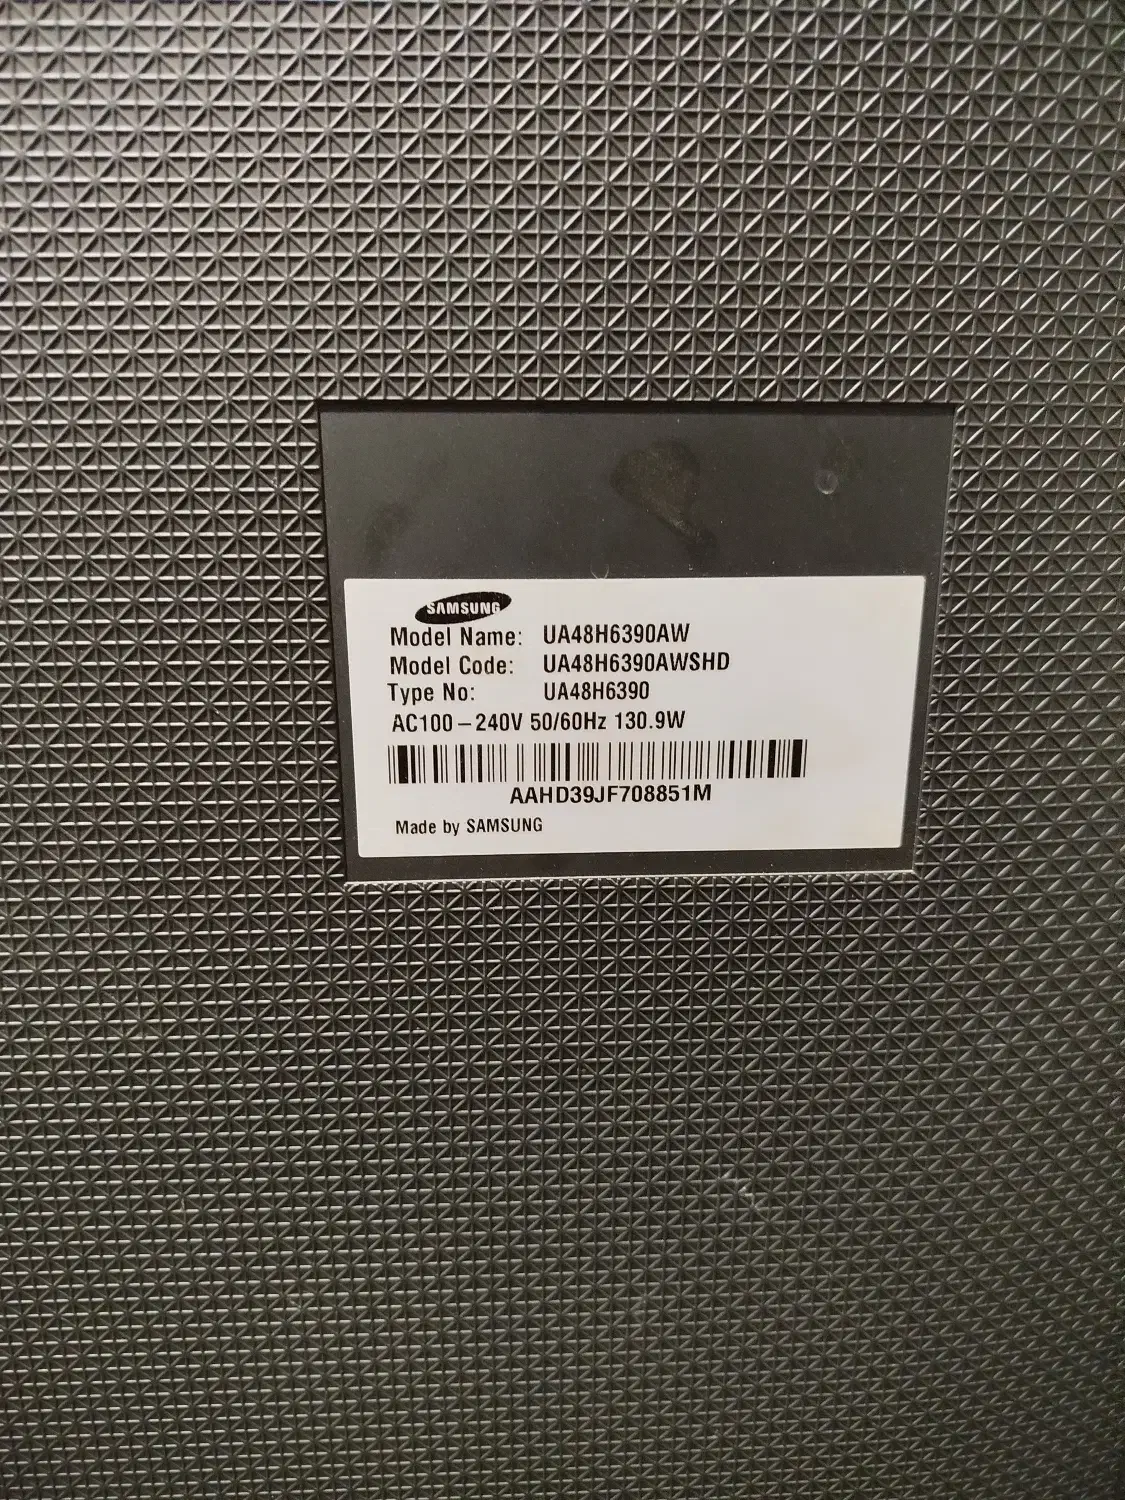 SAMSUNG
Model Name: UA48H6390AW
Model Code: UA48H6390AWSHD
Type No: UA48H6390
AC100-240V 50/60Hz 130.9W
AAHD39JF708851M
Made by SAMSUNG